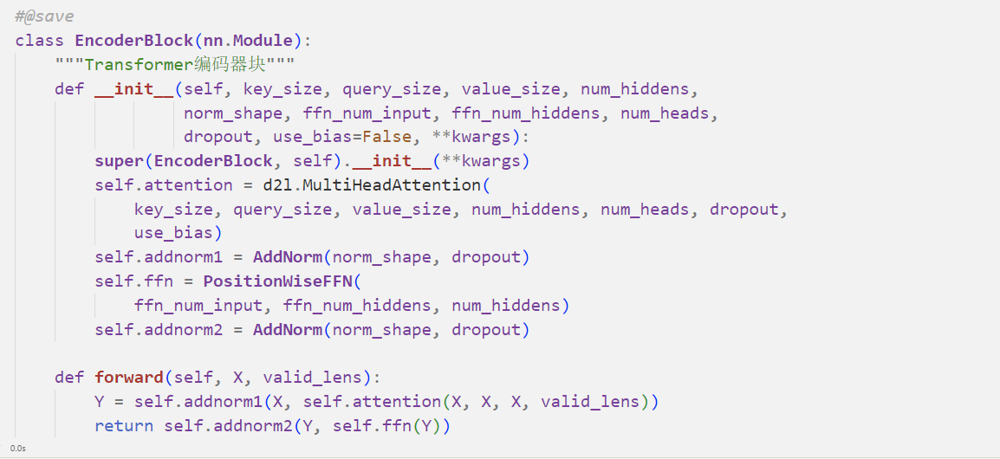 #@save
class EncoderBlock(nn.Module):
    """Transformer编码器块"""
    def __init__(self, key_size, query_size, value_size, num_hiddens,
                 norm_shape, ffn_num_input, ffn_num_hiddens, num_heads,
                 dropout, use_bias=False, **kwargs):
        super(EncoderBlock, self).__init__(**kwargs)
        self.attention = d2l.MultiHeadAttention(
            key_size, query_size, value_size, num_hiddens, num_heads, dropout,
            use_bias)
        self.addnorm1 = AddNorm(norm_shape, dropout)
        self.ffn = PositionWiseFFN(
            ffn_num_input, ffn_num_hiddens, num_hiddens)
        self.addnorm2 = AddNorm(norm_shape, dropout)

    def forward(self, X, valid_lens):
        Y = self.addnorm1(X, self.attention(X, X, X, valid_lens))
        return self.addnorm2(Y, self.ffn(Y))
0.0s